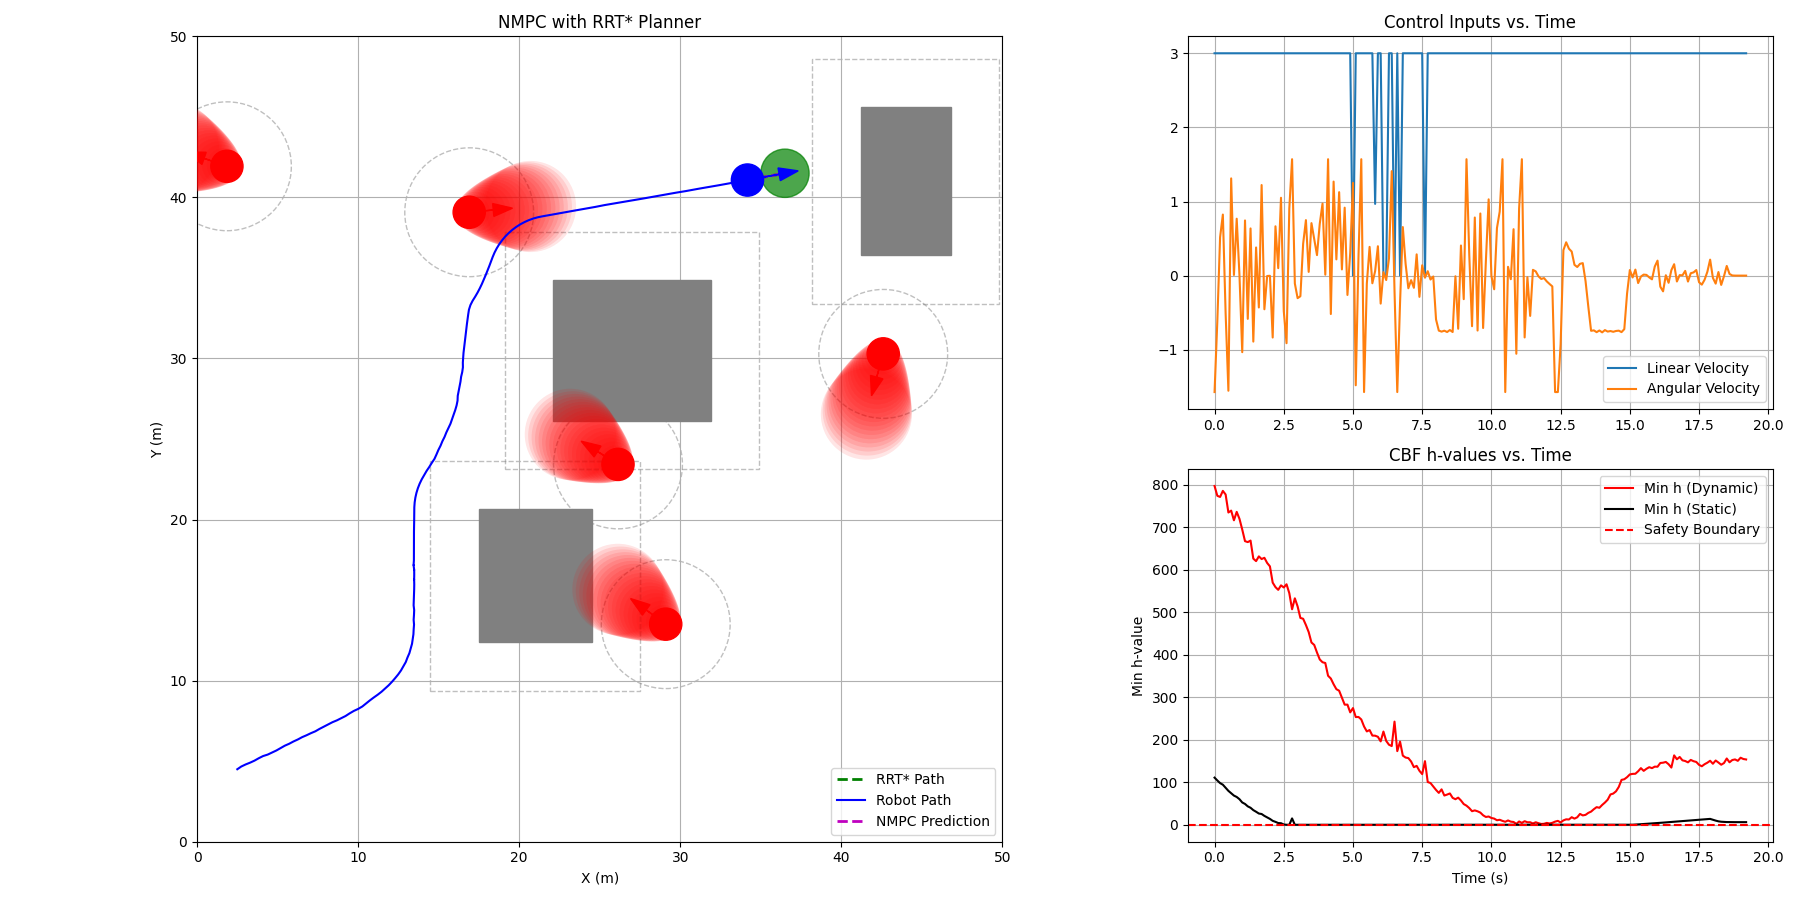 NMPC with RRT* Planner
50
40
30
20
10
0
Y (m)
0 10 20 30 40 50
X (m)
RRT* Path
Robot Path
NMPC Prediction
Control Inputs vs. Time
3
2
1
0
−1
0.0 2.5 5.0 7.5 10.0 12.5 15.0 17.5 20.0
Linear Velocity
Angular Velocity
CBF h-values vs. Time
800
700
600
500
400
300
200
100
0
Min h-value
Min h (Dynamic)
Min h (Static)
Safety Boundary
0.0 2.5 5.0 7.5 10.0 12.5 15.0 17.5 20.0
Time (s)